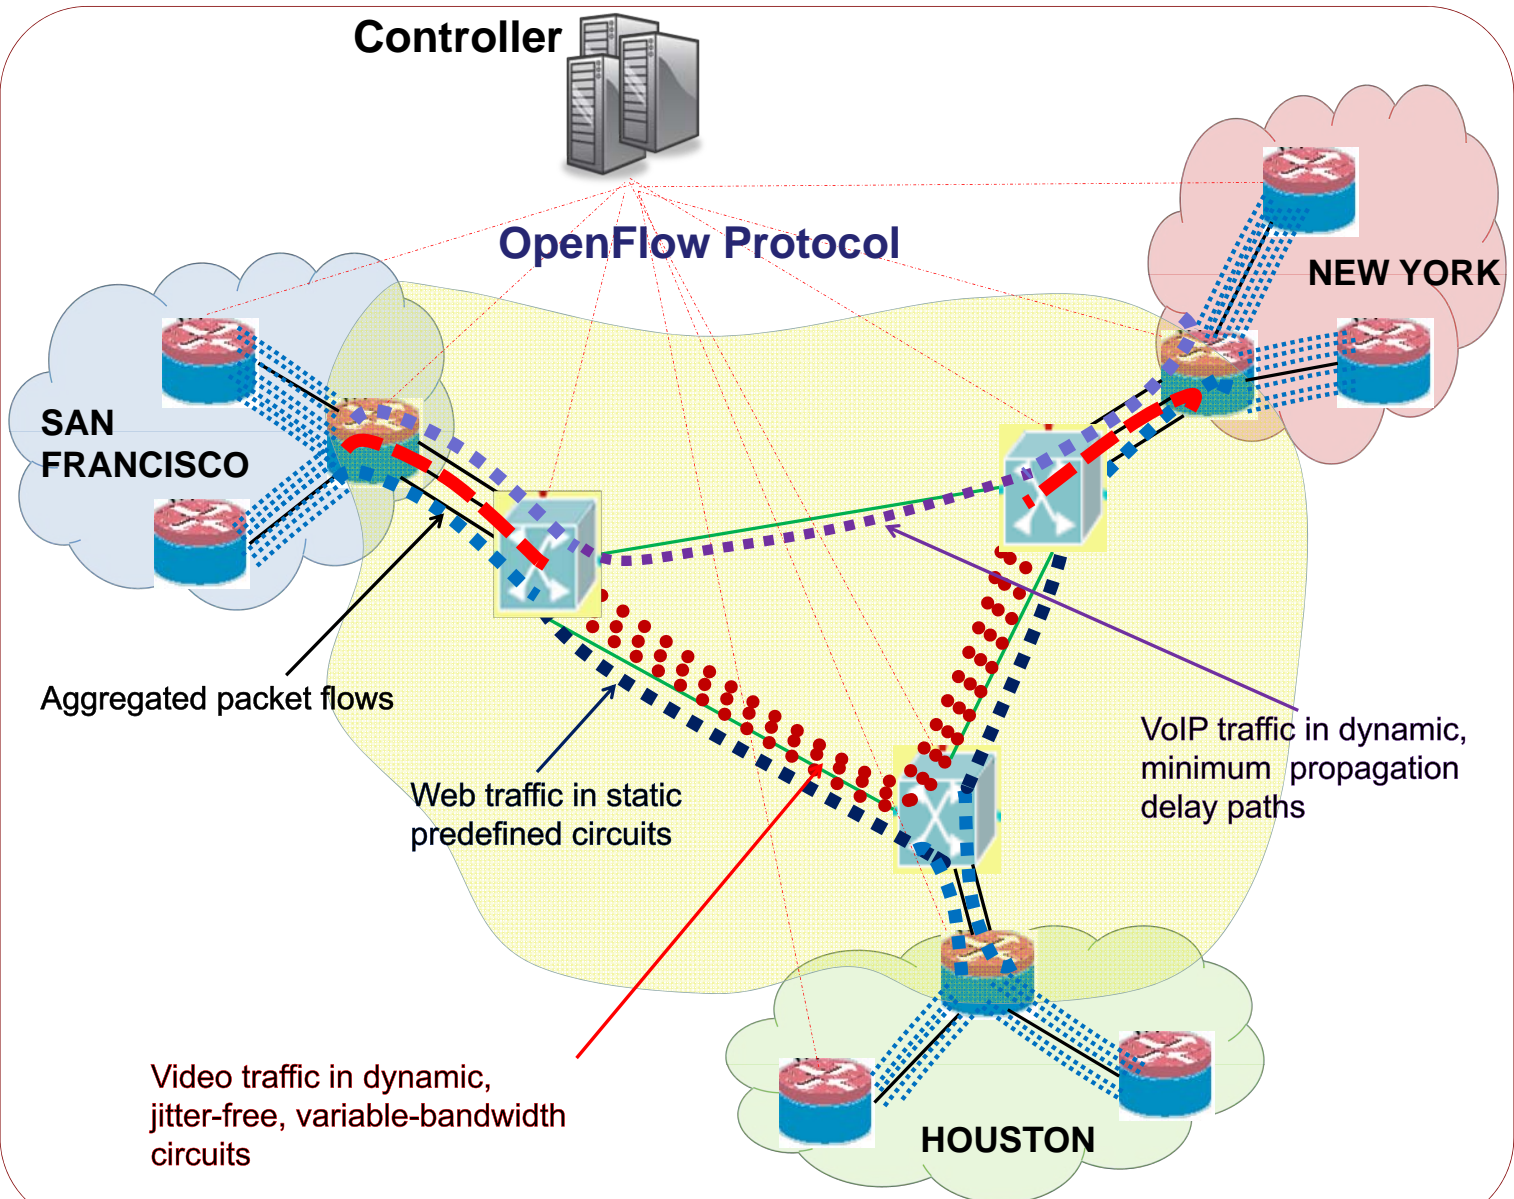 Controller
OpenFlow Protocol
NEW YORK
SAN
FRANCISCO
Aggregated packet flows
VoIP traffic in dynamic,
minimum propagation
delay paths
Web traffic in static
predefined circuits
Video traffic in dynamic,
jitter-free, variable-bandwidth
circuits
HOUSTON